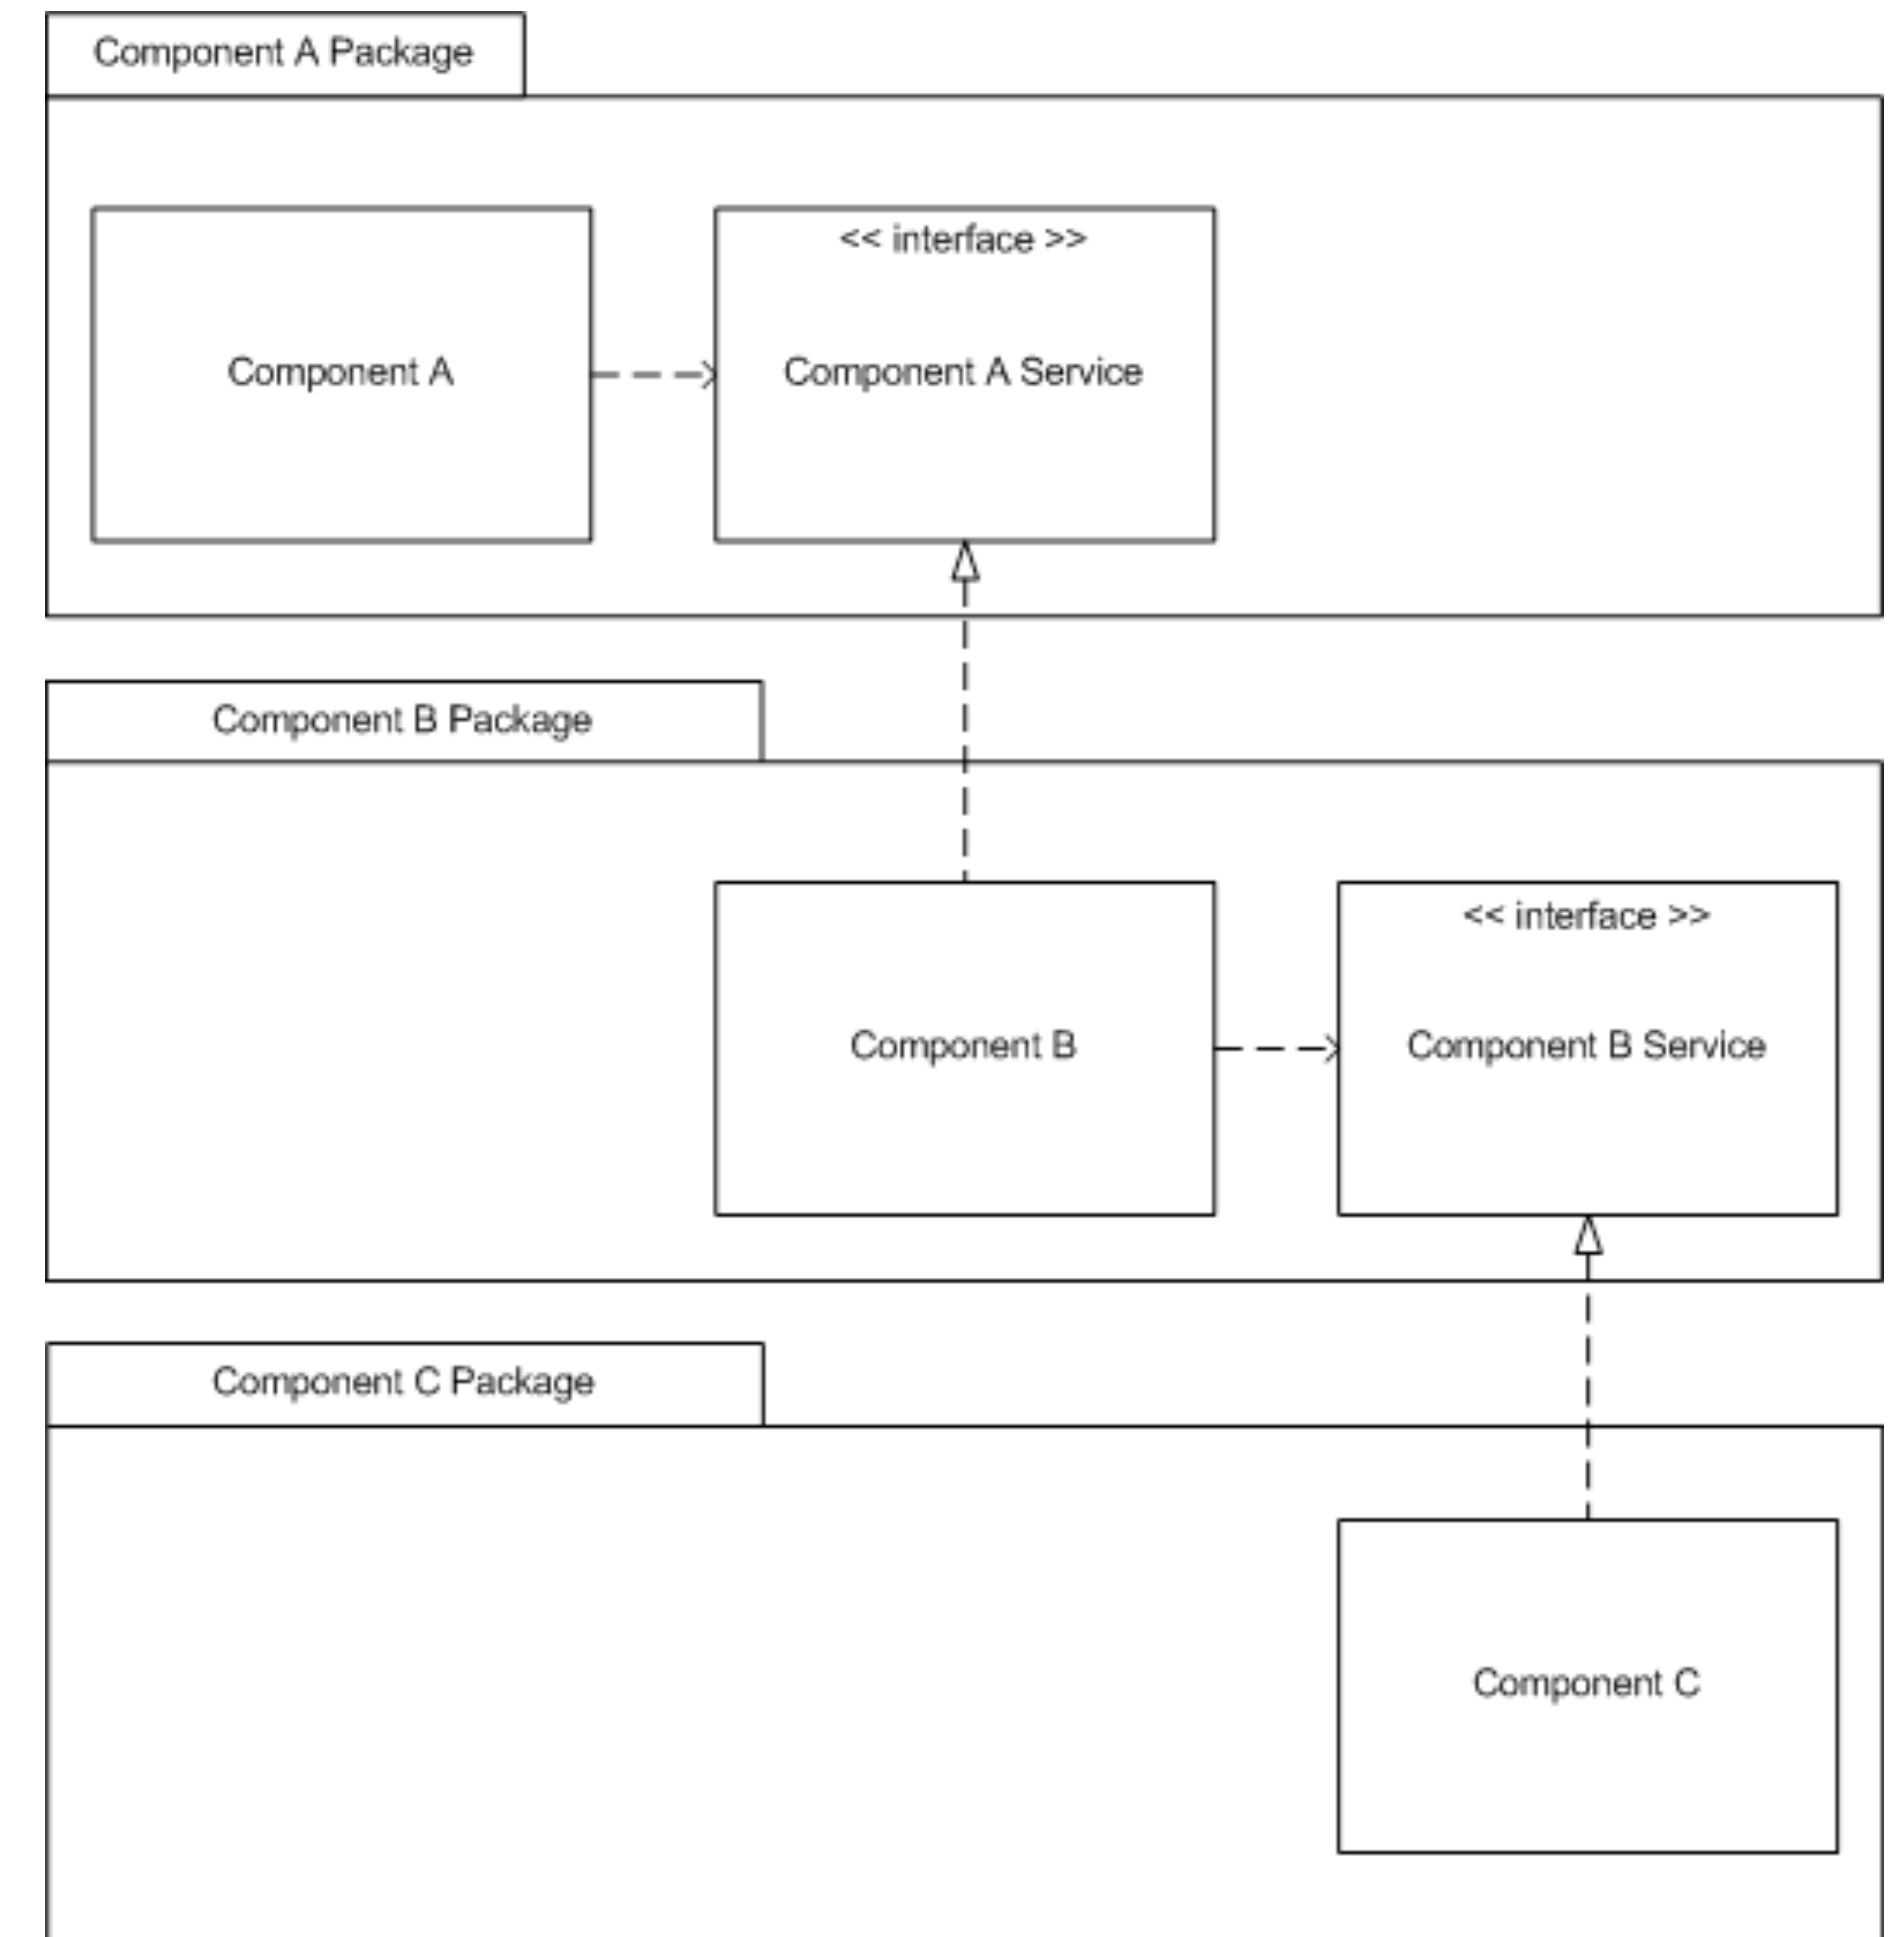 Component A Package
<< interface >>
Component A
Component A Service
Component B Package
<< interface >>
Component B
Component B Service
Component C Package
Component C